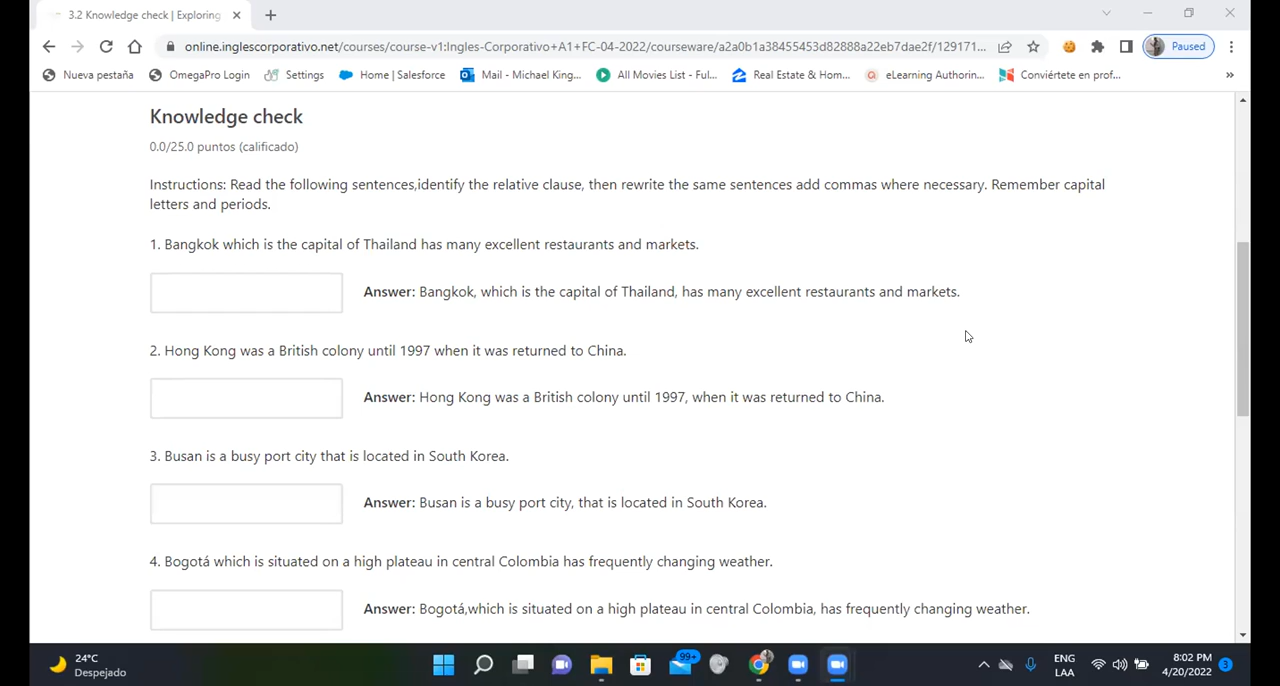 3.2 Knowledge check | Exploring
online.inglescorporativo.net/courses/course-v1:Ingles-Corporativo+A1+FC-04-2022/courseware/a2a0b1a38455453d82888a22eb7dae2f/129171...
Paused
Nueva pestaña
OmegaPro Login
Settings
Home | Salesforce
Mail - Michael King...
All Movies List - Ful...
Real Estate & Hom...
eLearning Authorin...
Conviértete en prof...
»
Knowledge check
0.0/25.0 puntos (calificado)
Instructions: Read the following sentences,identify the relative clause, then rewrite the same sentences add commas where necessary. Remember capital
letters and periods.
1. Bangkok which is the capital of Thailand has many excellent restaurants and markets.
Answer: Bangkok, which is the capital of Thailand, has many excellent restaurants and markets.
2. Hong Kong was a British colony until 1997 when it was returned to China.
Answer: Hong Kong was a British colony until 1997, when it was returned to China.
3. Busan is a busy port city that is located in South Korea.
Answer: Busan is a busy port city, that is located in South Korea.
4. Bogotá which is situated on a high plateau in central Colombia has frequently changing weather.
Answer: Bogotá,which is situated on a high plateau in central Colombia, has frequently changing weather.
24°C
Despejado
99+
ENG
LAA
8:02 PM
4/20/2022
3